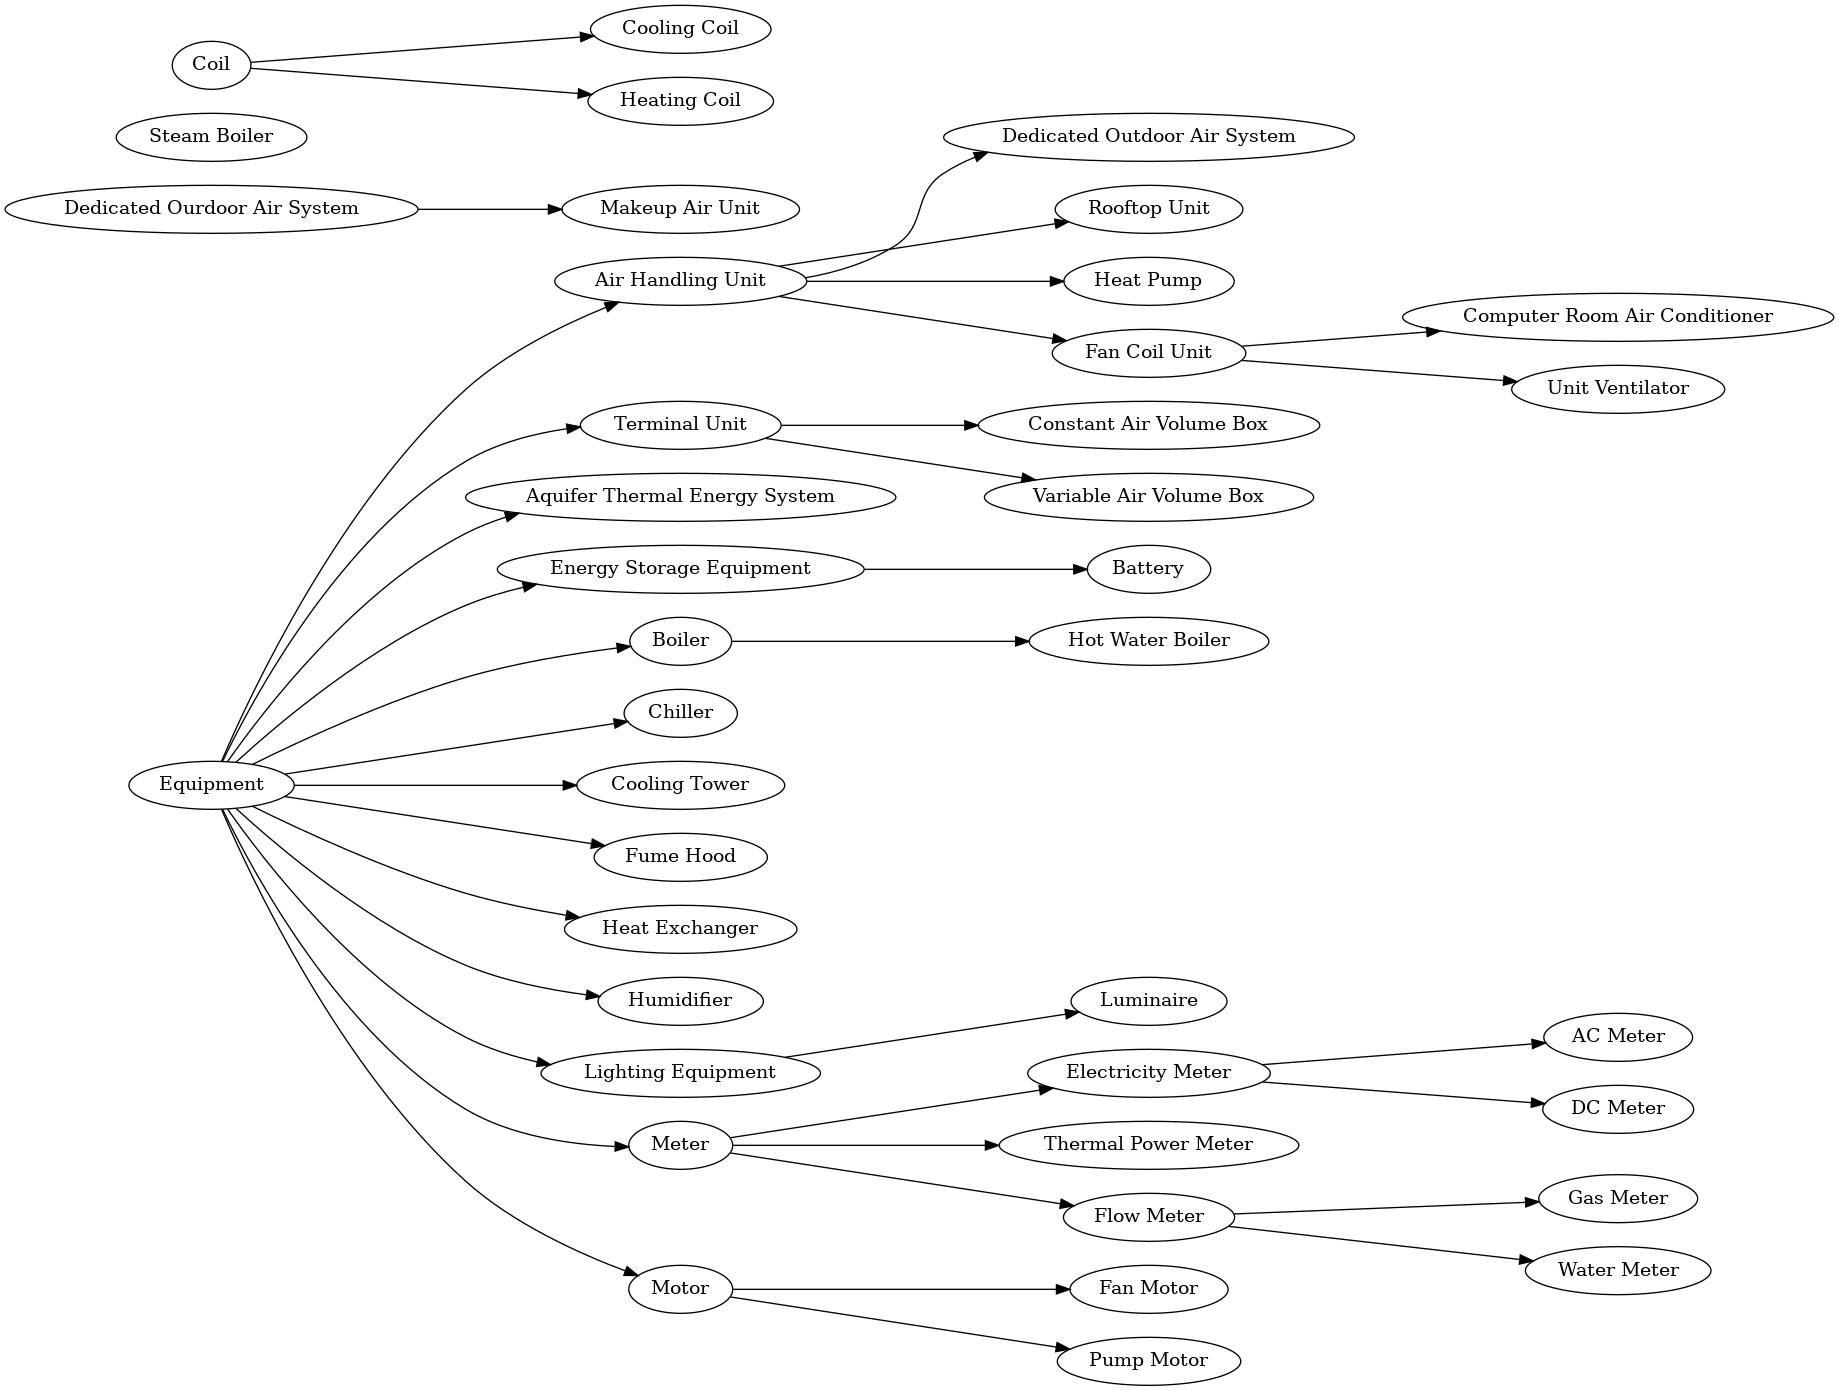 Cooling Coil
Coil
Heating Coil
Steam Boiler
Dedicated Outdoor Air System
Dedicated Ourdoor Air System
Makeup Air Unit
Rooftop Unit
Air Handling Unit
Heat Pump
Computer Room Air Conditioner
Fan Coil Unit
Unit Ventilator
Terminal Unit
Constant Air Volume Box
Aquifer Thermal Energy System
Variable Air Volume Box
Energy Storage Equipment
Battery
Boiler
Hot Water Boiler
Chiller
Equipment
Cooling Tower
Fume Hood
Heat Exchanger
Humidifier
Luminaire
AC Meter
Lighting Equipment
Electricity Meter
DC Meter
Meter
Thermal Power Meter
Gas Meter
Flow Meter
Water Meter
Motor
Fan Motor
Pump Motor